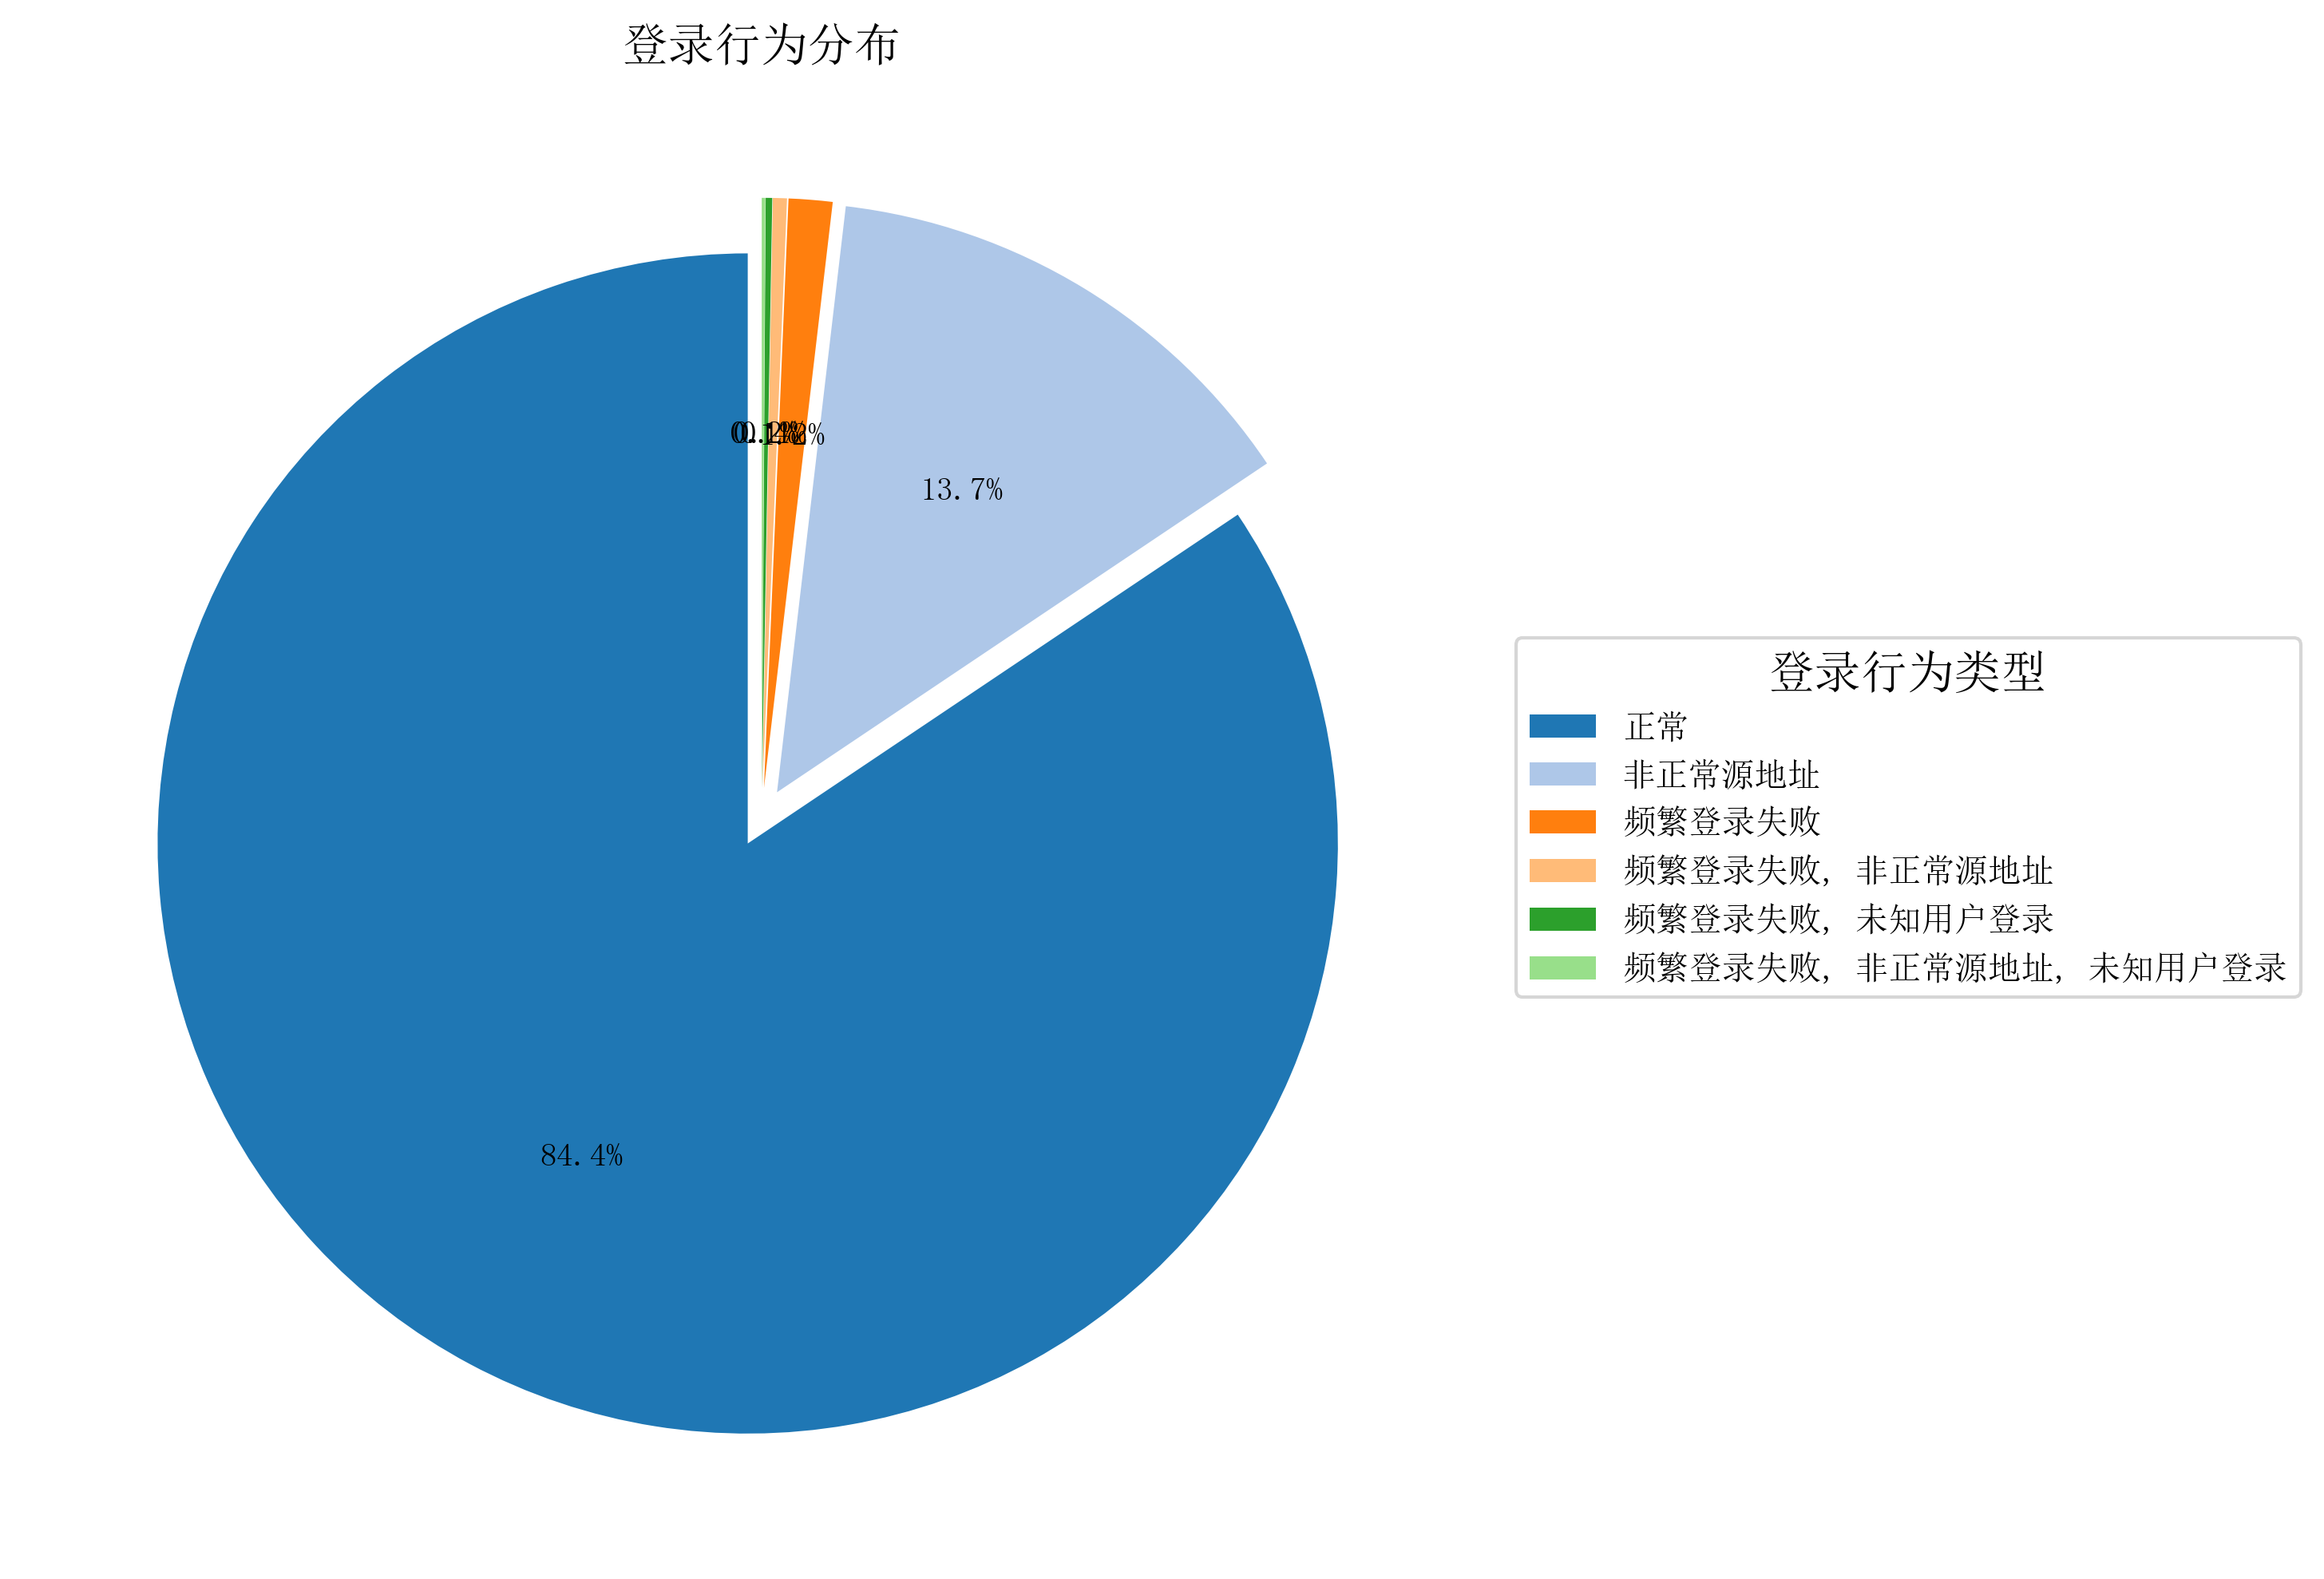 登录行为分布
13.7%
84.4%
登录行为类型
正常
非正常源地址
频繁登录失败
频繁登录失败, 非正常源地址
频繁登录失败, 未知用户登录
频繁登录失败, 非正常源地址, 未知用户登录